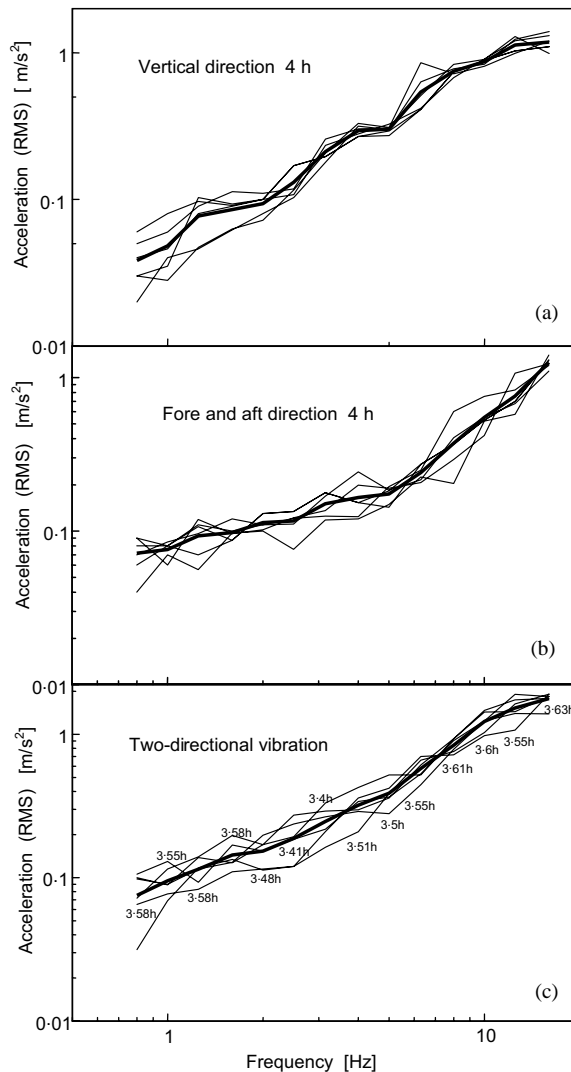 1
Vertical direction 4 h
Acceleration (RMS) [ m/s²]
0·1
(a)
0·01
1
Fore and aft direction 4 h
Acceleration (RMS) [m/s²]
0·1
(b)
0·01
1
Two-directional vibration
Acceleration (RMS) [m/s²]
3·63h
3·6h
3·55h
3·61h
3·55h
3·4h
3·5h
3·58h
3·55h
3·41h
3·51h
0·1
3·48h
3·58h
3·58h
(c)
0·01
1
10
Frequency [Hz]